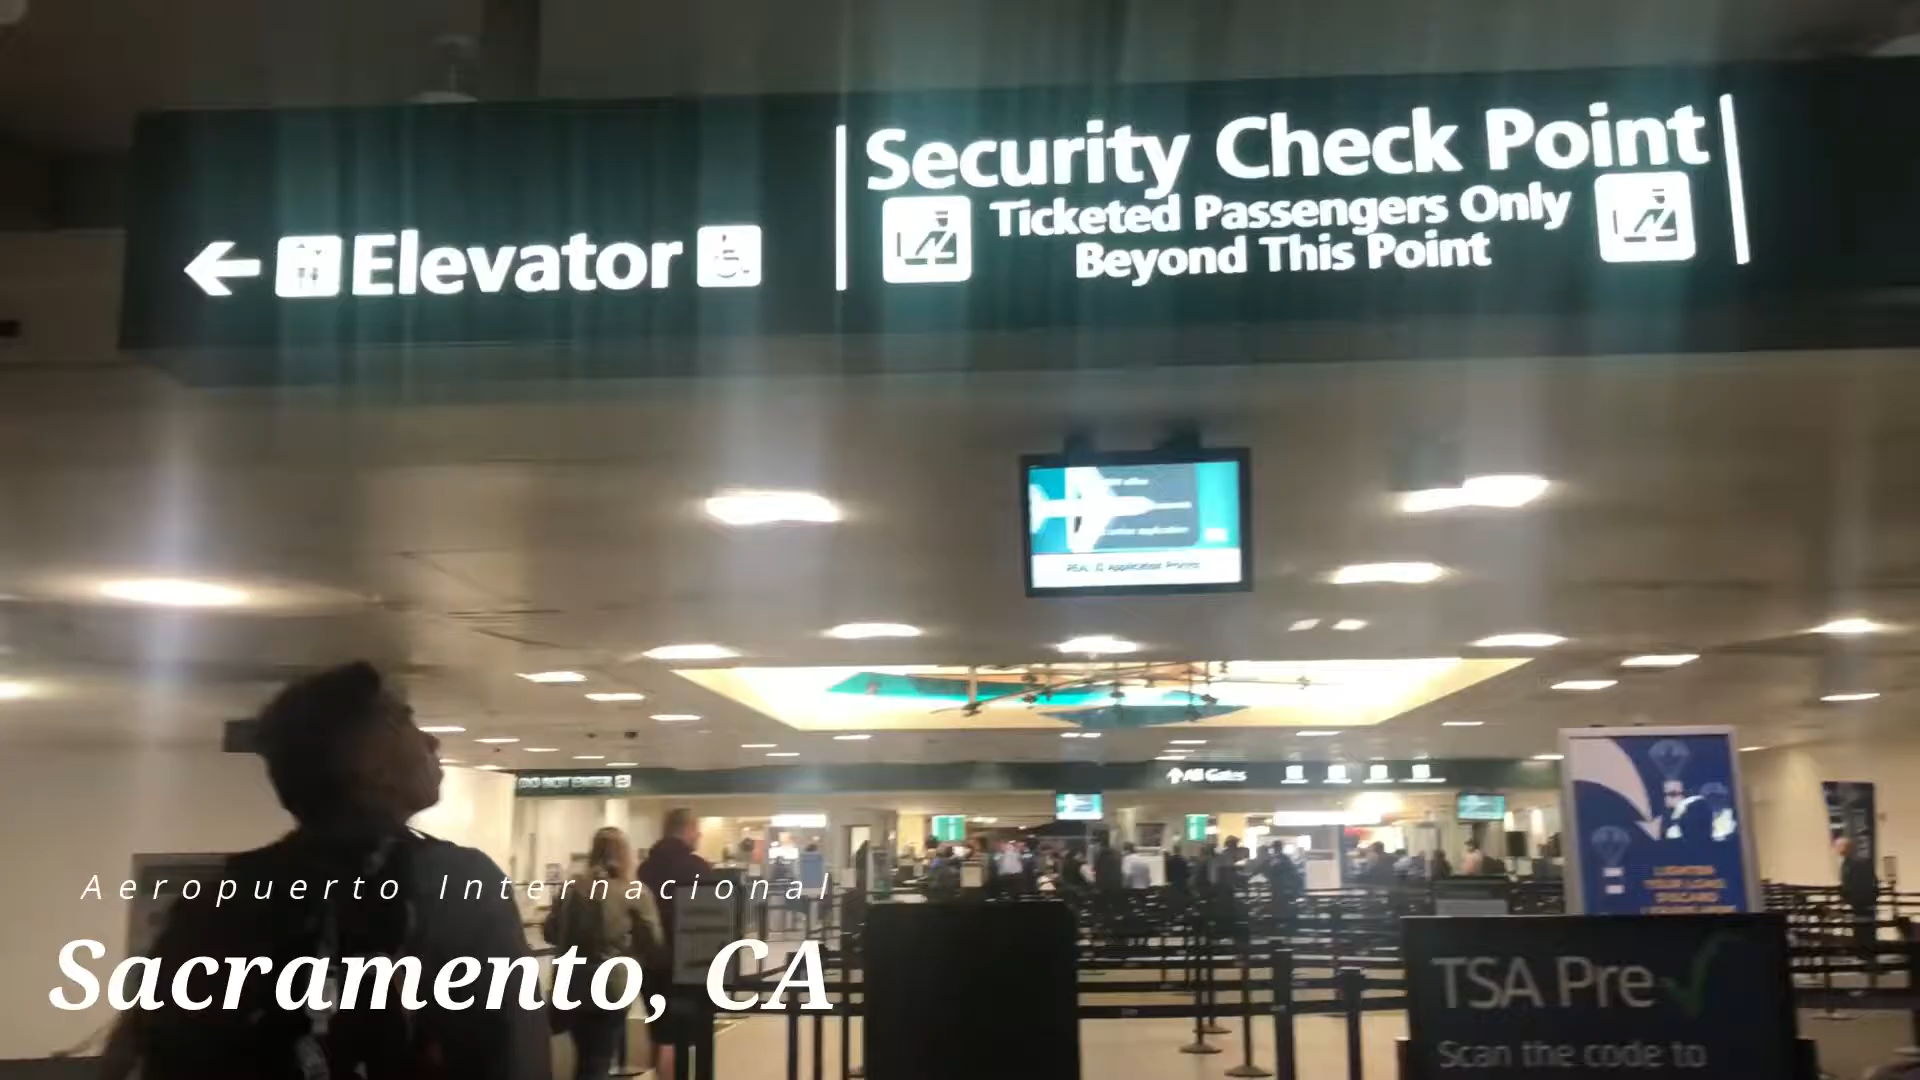 Security Check Point
Ticketed Passengers Only
Beyond This Point
Elevator
DO NOT ENTER
All Gates
Aeropuerto Internacional
Sacramento, CA
TSA Pre
Scan the code to